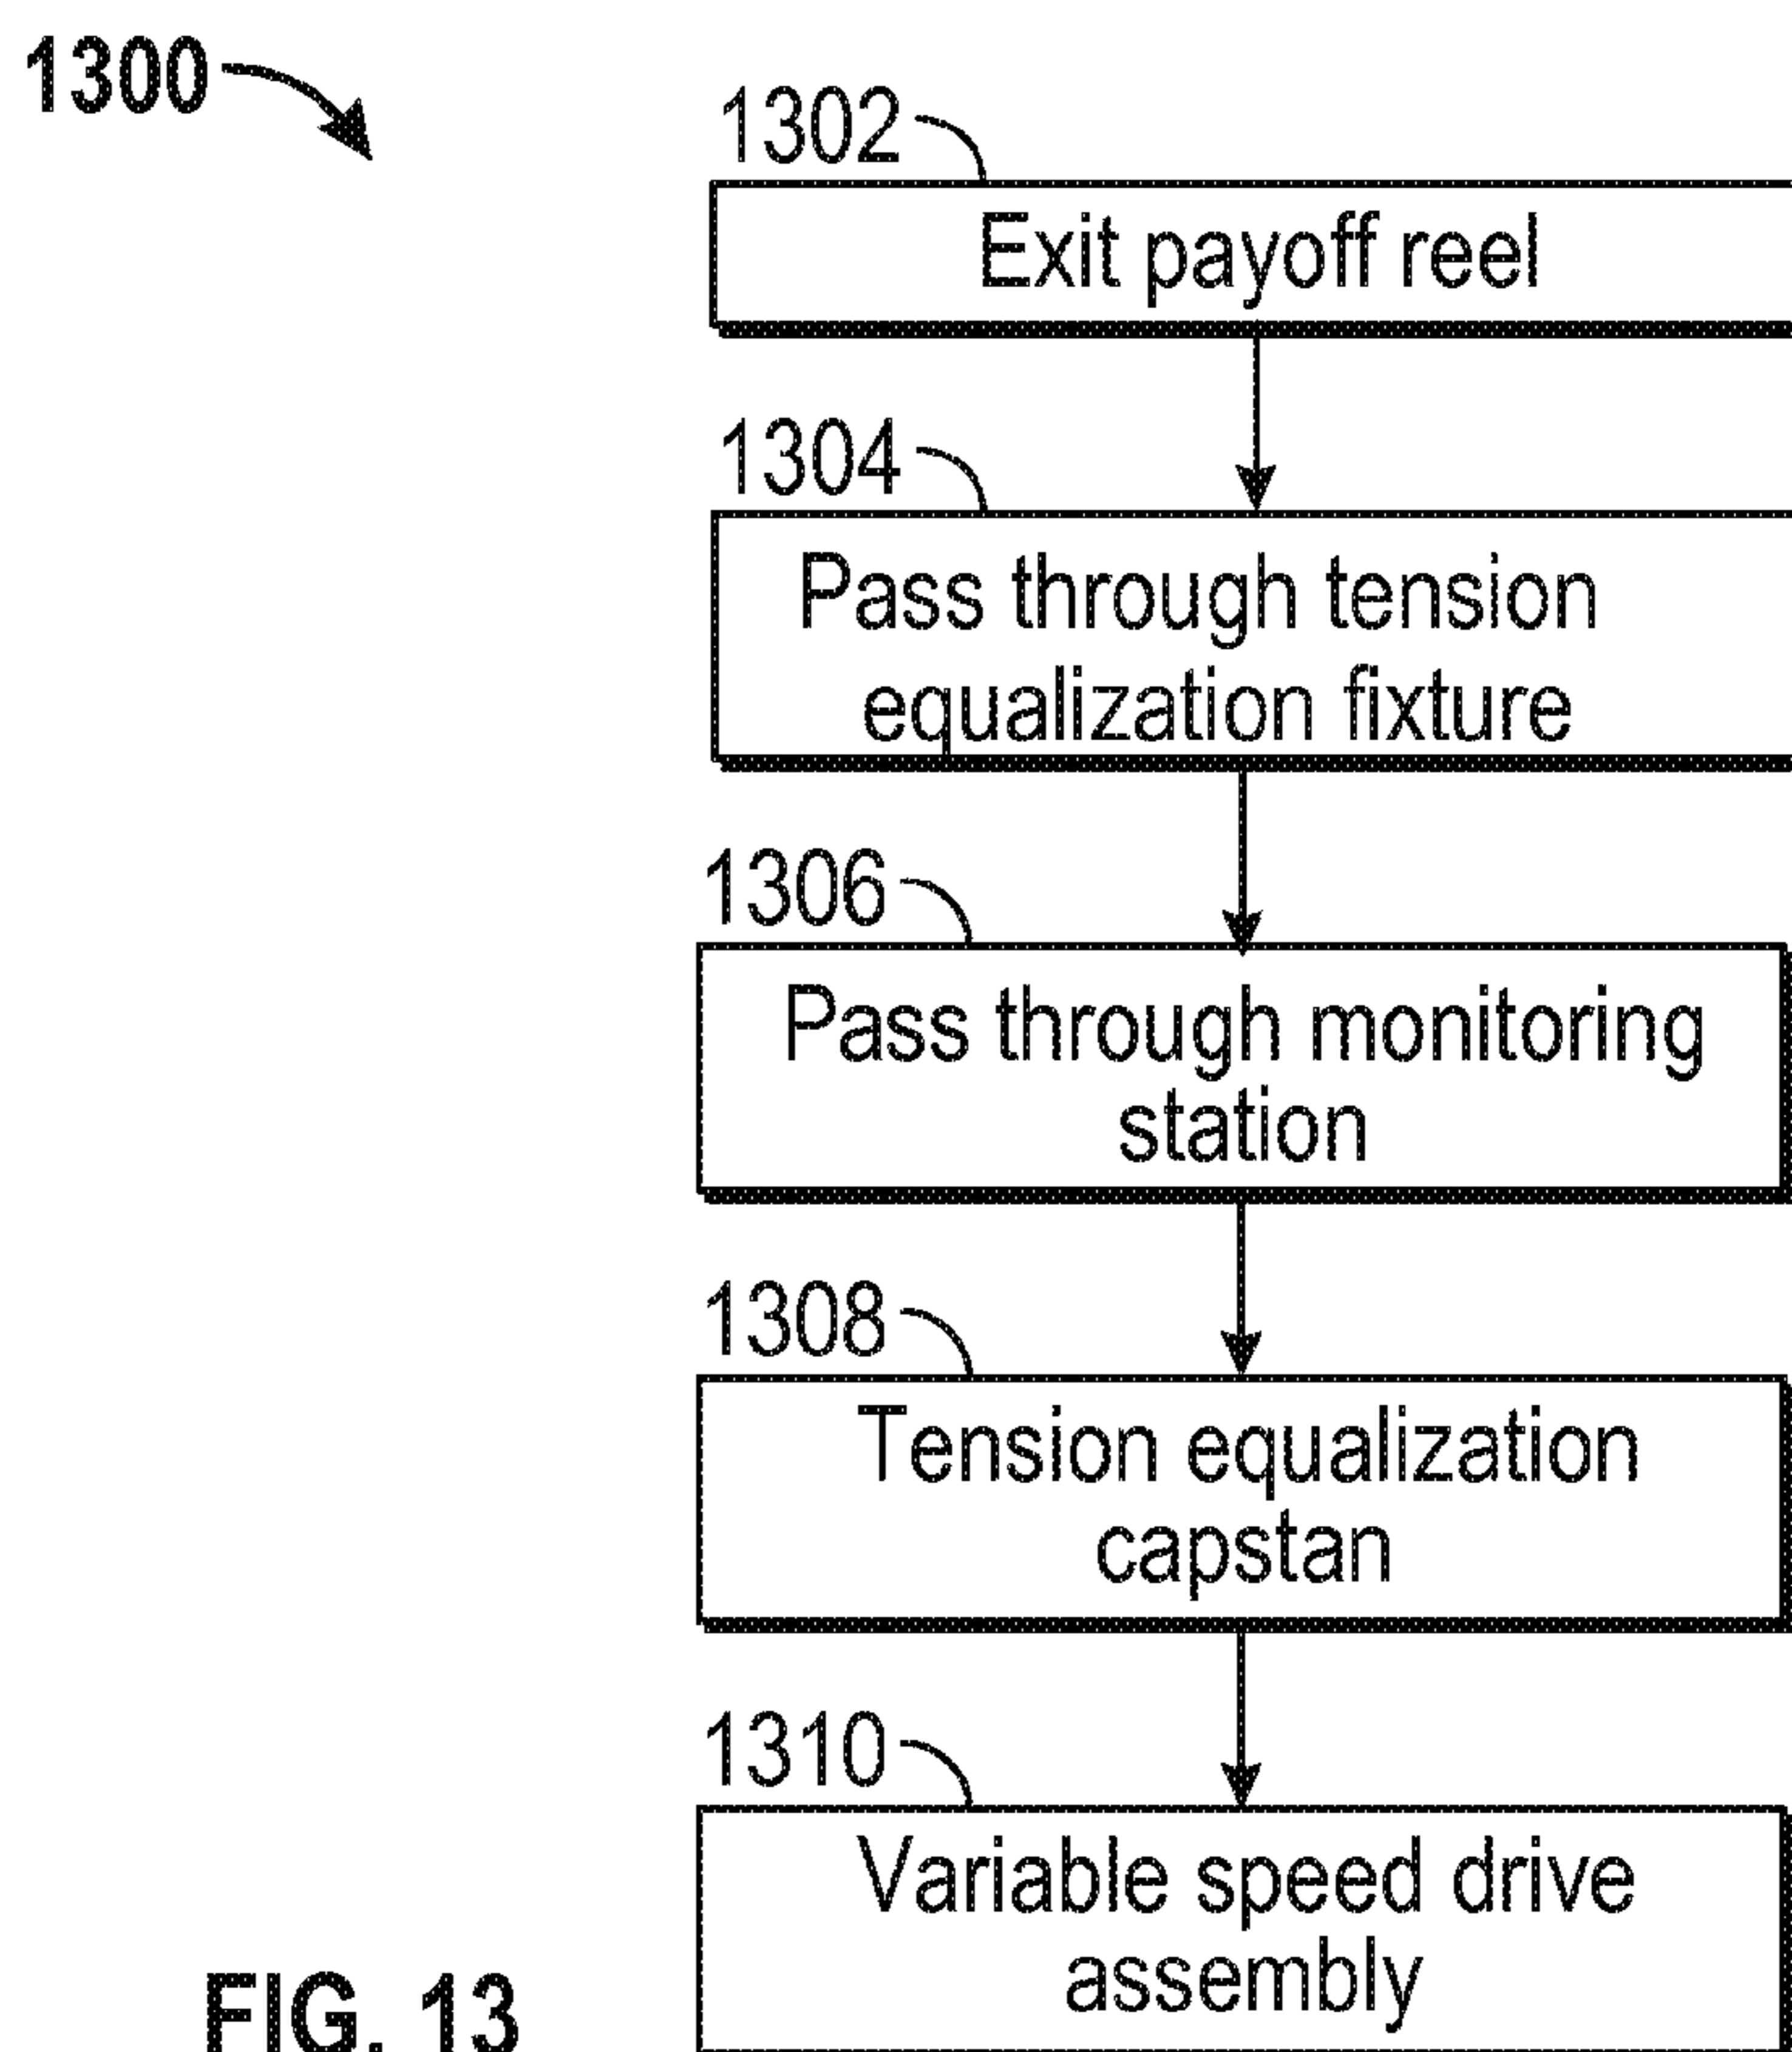 1300
1302
Exit payoff reel
1304
Pass through tension
equalization fixture
1306
Pass through monitoring
station
1308
Tension equalization
capstan
1310
Variable speed drive
assembly
FIG. 13